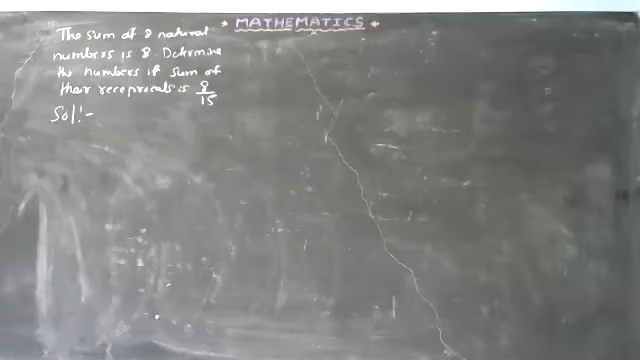 MATHEMATICS
The sum of 2 natural
numbers is 8. Determine
the numbers if sum of
their reciprocals is 8/15
Sol:-